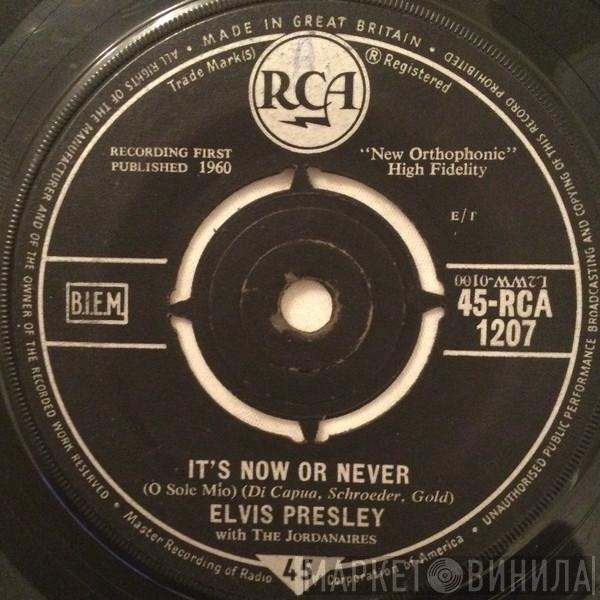 MADE IN GREAT BRITAIN
ALL RIGHTS OF THE MANUFACTURER AND OF THE OWNER OF THE RECORDED WORK RESERVED
UNAUTHORISED PUBLIC PERFORMANCE BROADCASTING AND COPYING OF THIS RECORD PROHIBITED
Trade Mark(s)
® Registered
A
RCA
RECORDING FIRST
PUBLISHED 1960
"New Orthophonic"
High Fidelity
E/T
B.I.E.M.
L2WW-0100
45-RCA
1207
IT'S NOW OR NEVER
(O Sole Mio) (Di Capua, Schroeder, Gold)
ELVIS PRESLEY
with THE JORDANAIRES
Master Recording of Radio Corporation of America
45
МАРКЕТ ВИНИЛА